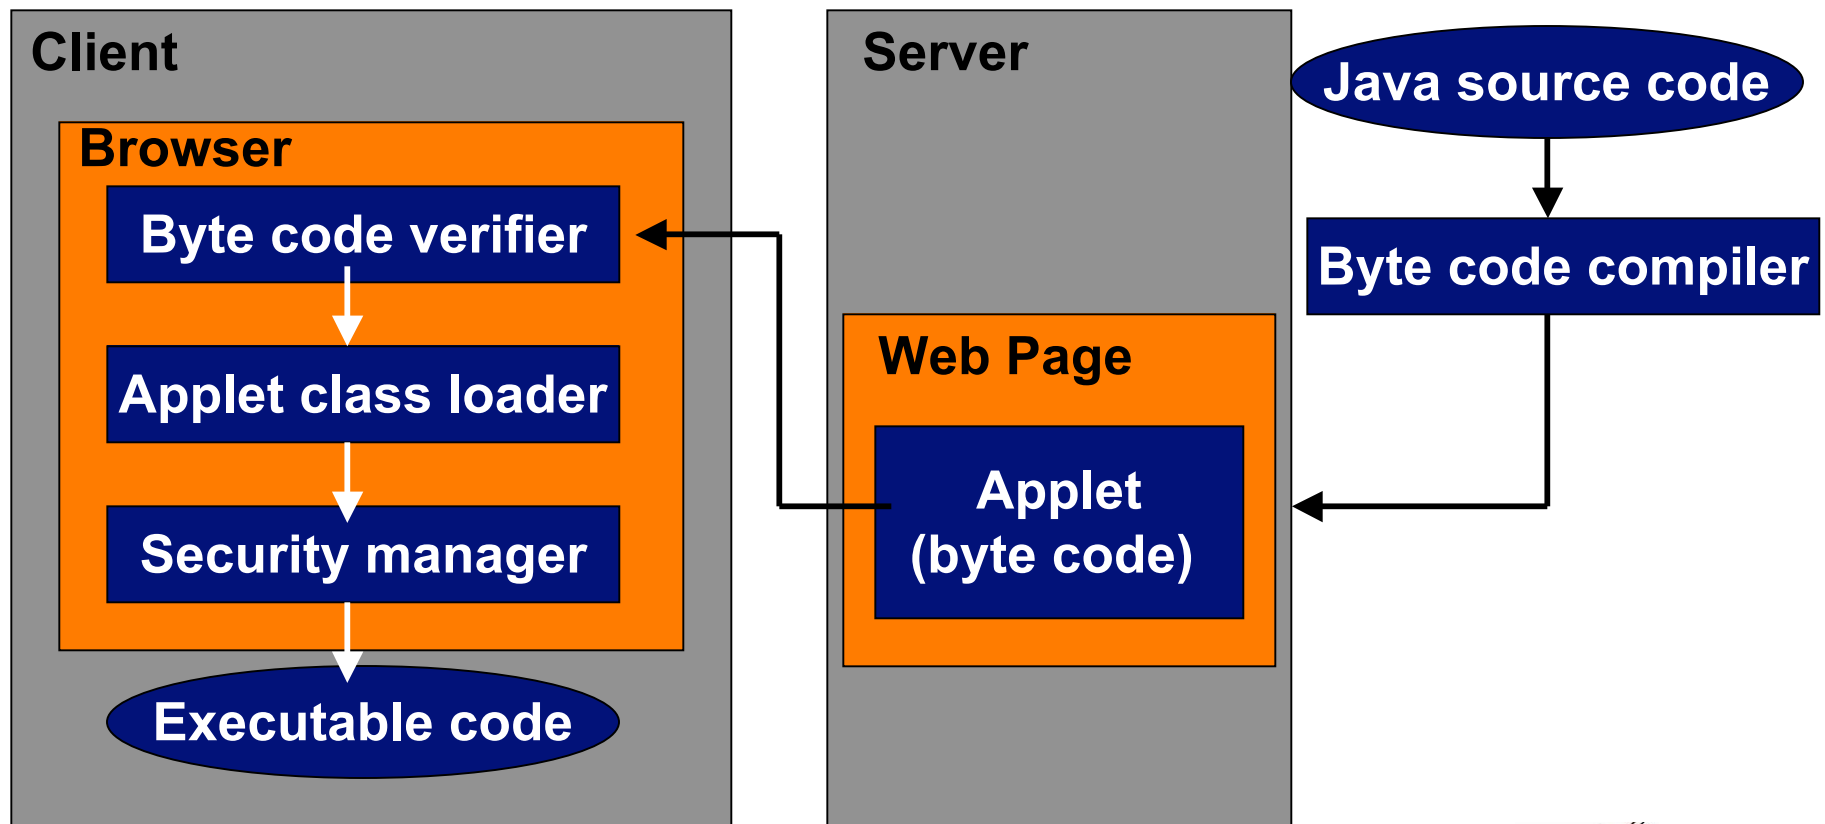 Client
Browser
Byte code verifier
Applet class loader
Security manager
Executable code
Server
Web Page
Applet
(byte code)
Java source code
Byte code compiler